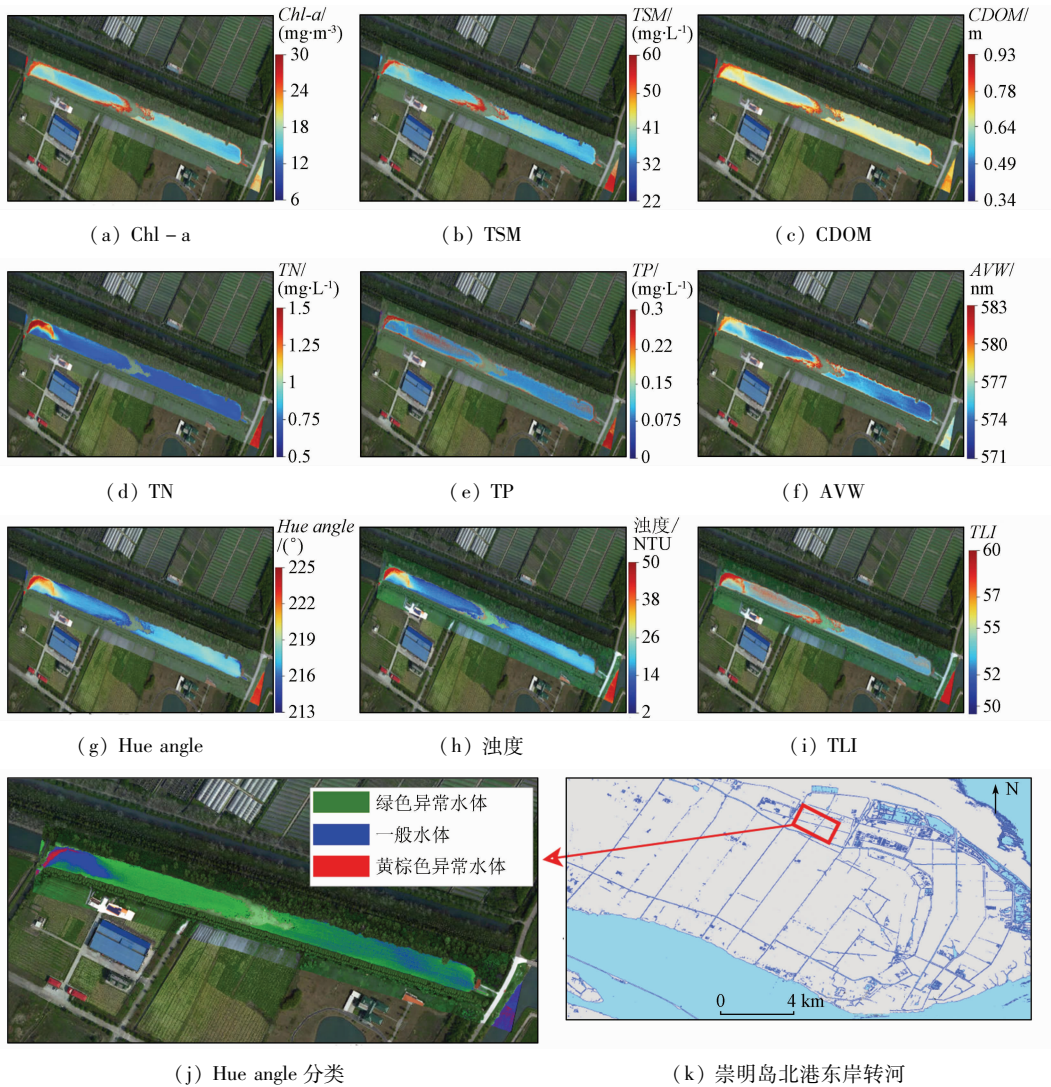 Chl-a/
(mg·m⁻³)
30
24
18
12
6
(a) Chl-a
TSM/
(mg·L⁻¹)
60
50
41
32
22
(b) TSM
CDOM/
m
0.93
0.78
0.64
0.49
0.34
(c) CDOM
TN/
(mg·L⁻¹)
1.5
1.25
1
0.75
0.5
(d) TN
TP/
(mg·L⁻¹)
0.3
0.22
0.15
0.075
0
(e) TP
AVW/
nm
583
580
577
574
571
(f) AVW
Hue angle
/(°)
225
222
219
216
213
(g) Hue angle
浊度/
NTU
50
38
26
14
2
(h) 浊度
TLI
60
57
55
52
50
(i) TLI
绿色异常水体
一般水体
黄棕色异常水体
(j) Hue angle 分类
N
0 4 km
(k) 崇明岛北港东岸转河